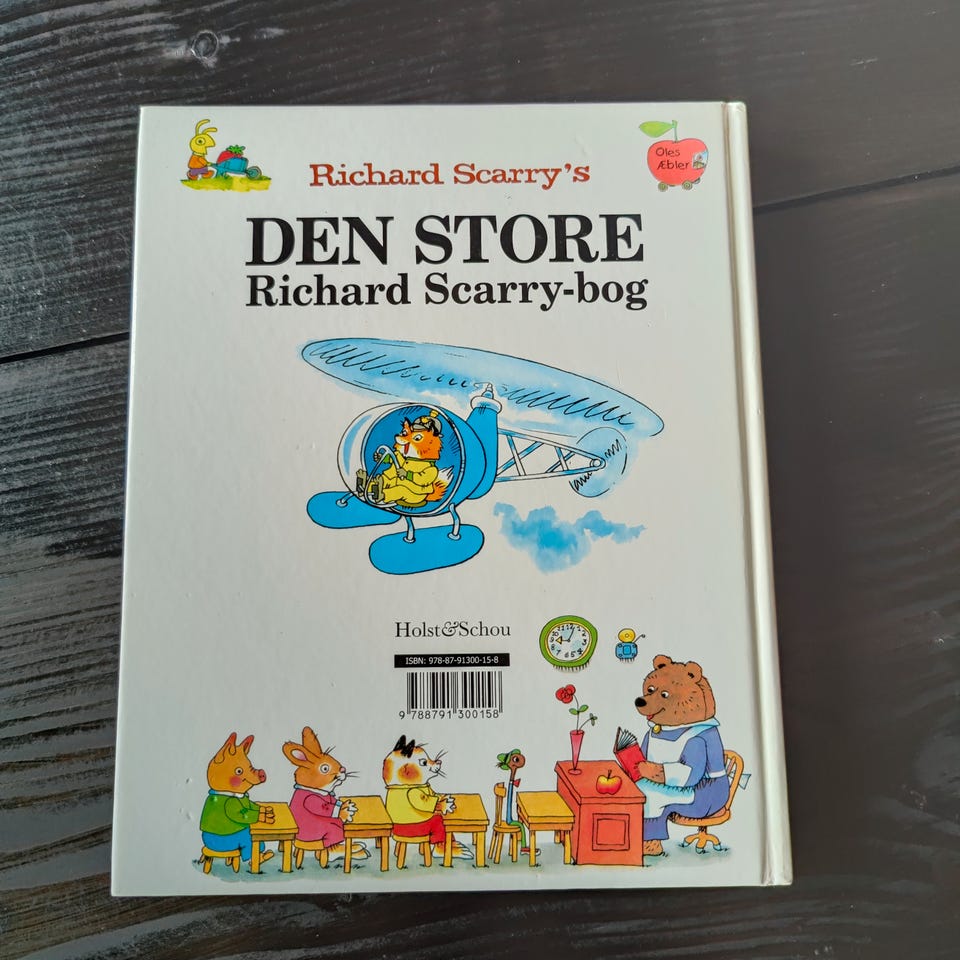 Richard Scarry's
Oles
Æbler
DEN STORE
Richard Scarry-bog
Holst&Schou
ISBN: 978-87-91300-15-8
9 788791 300158